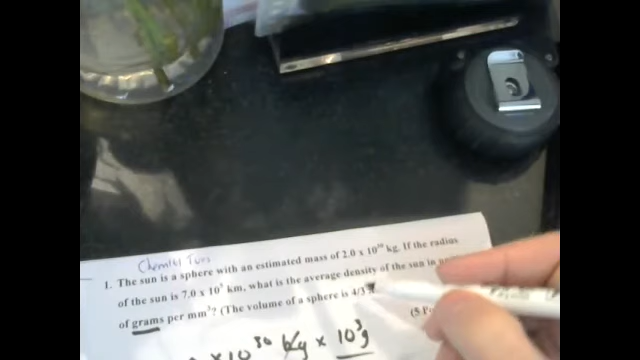 Chemical Tutor
1. The sun is a sphere with an estimated mass of 2.0 x 10³⁰ kg. If the radius
of the sun is 7.0 x 10⁵ km, what is the average density of the sun in
of grams per mm³? (The volume of a sphere is 4/3
(5
x 10³⁰ kg x 10³g